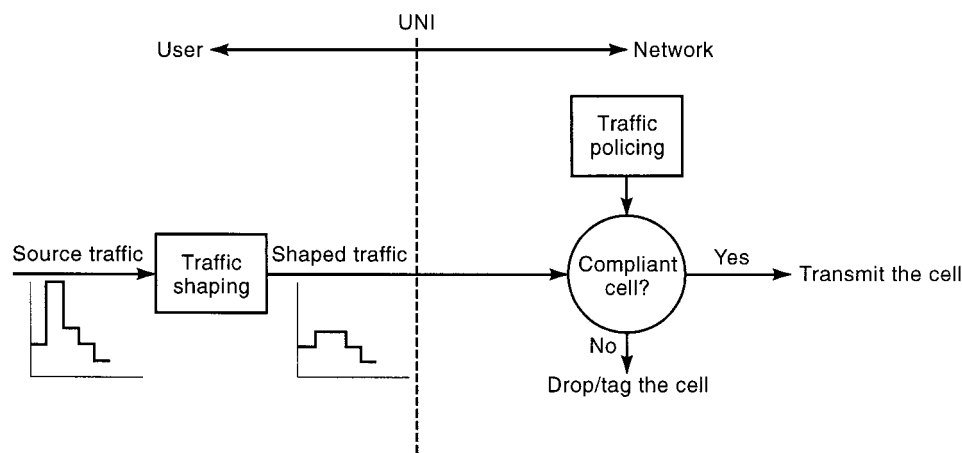 UNI
User
Network
Traffic
policing
Source traffic
Traffic
shaping
Shaped traffic
Compliant
cell?
Yes
Transmit the cell
No
Drop/tag the cell